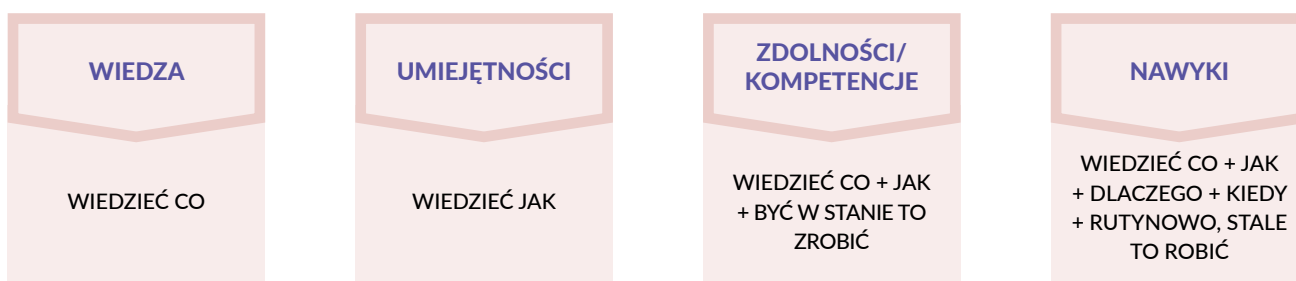 WIEDZA
WIEDZIEĆ CO
UMIEJĘTNOŚCI
WIEDZIEĆ JAK
ZDOLNOŚCI/
KOMPETENCJE
WIEDZIEĆ CO + JAK
+ BYĆ W STANIE TO
ZROBIĆ
NAWYKI
WIEDZIEĆ CO + JAK
+ DLACZEGO + KIEDY
+ RUTYNOWO, STALE
TO ROBIĆ